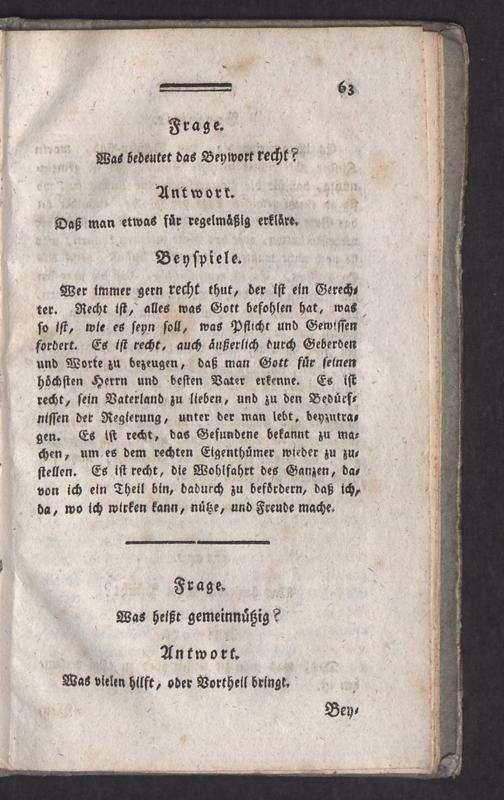 63
Frage.
Was bedeutet das Beywort recht?
Antwort.
Daß man etwas für regelmäßig erkläre.
Beyspiele.
Wer immer gern recht thut, der ist ein Gerech-
ter. Recht ist, alles was Gott befohlen hat, was
so ist, wie es seyn soll, was Pflicht und Gewissen
fordert. Es ist recht, auch äußerlich durch Geberden
und Worte zu bezeugen, daß man Gott für seinen
höchsten Herrn und besten Vater erkenne. Es ist
recht, sein Vaterland zu lieben, und zu den Bedürf-
nissen der Regierung, unter der man lebt, beyzutra-
gen. Es ist recht, das Gefundene bekannt zu ma-
chen, um es dem rechten Eigenthümer wieder zu zu-
stellen. Es ist recht, die Wohlfahrt des Ganzen, da-
von ich ein Theil bin, dadurch zu befördern, daß ich,
da, wo ich wirken kann, nütze, und Freude mache.
Frage.
Was heißt gemeinnützig?
Antwort.
Was vielen hilft, oder Vortheil bringt.
Bey-